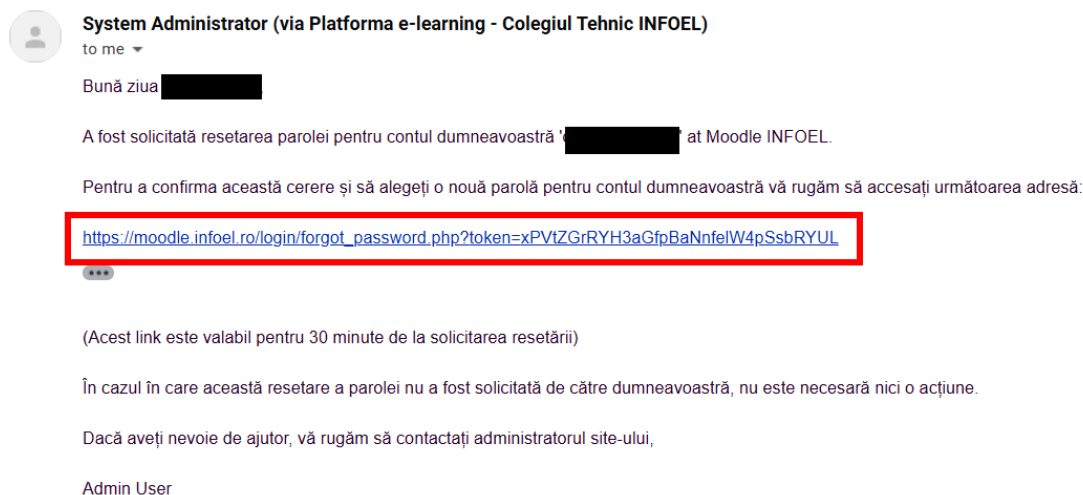 System Administrator (via Platforma e-learning - Colegiul Tehnic INFOEL)
to me
Bună ziua
A fost solicitată resetarea parolei pentru contul dumneavoastră ' ' at Moodle INFOEL.
Pentru a confirma această cerere și să alegeți o nouă parolă pentru contul dumneavoastră vă rugăm să accesați următoarea adresă:
https://moodle.infoel.ro/login/forgot_password.php?token=xPVtZGrRYH3aGfpBaNnfelW4pSsbRYUL
(Acest link este valabil pentru 30 minute de la solicitarea resetării)
În cazul în care această resetare a parolei nu a fost solicitată de către dumneavoastră, nu este necesară nici o acțiune.
Dacă aveți nevoie de ajutor, vă rugăm să contactați administratorul site-ului,
Admin User